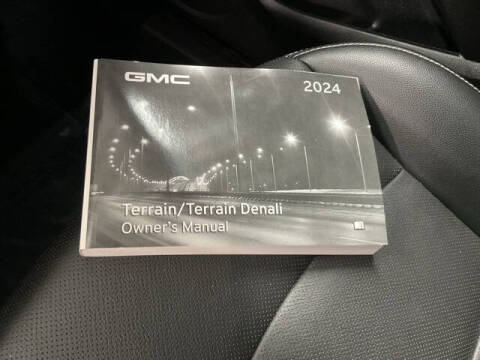 GMC
2024
Terrain/Terrain Denali
Owner's Manual